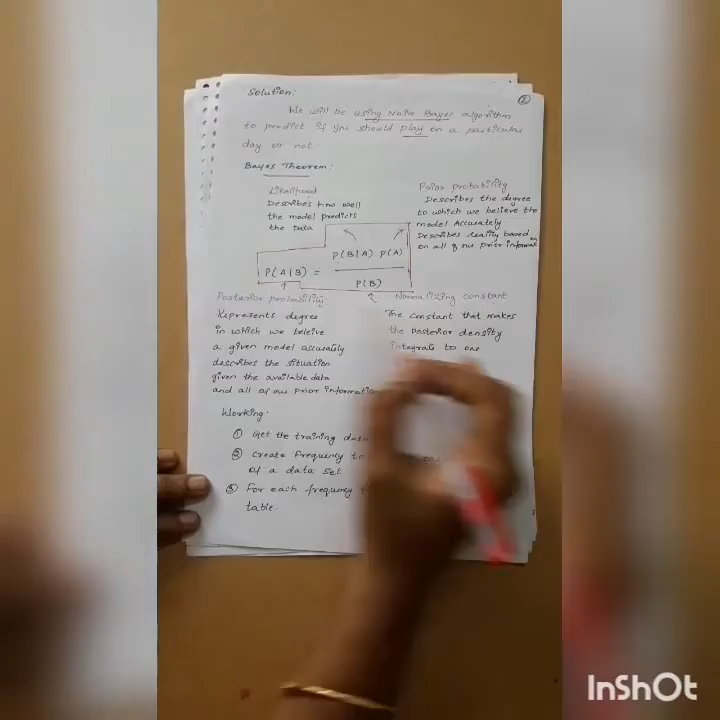 Solution:
②
We will be using Naive Bayes algorithm
to predict if you should play on a particular
day or not.
Bayes Theorem:
Likelihood
Describes how well
the model predicts
the Data
Prior probability
Describes the degree
to which we believe the
model Accurately
Describes reality based
on all of our prior information
P(A|B) = P(B|A) P(A)
P(B)
Posterior probability
Represents degree
in which we beleive
a given model accurately
describes the situation
given the available data
and all of our prior information
Normalizing constant
The constant that makes
the posterior density
integrate to one
Working:
① Get the training data
② Create Frequency
of a data set
③ For each frequency
table.
InShOt